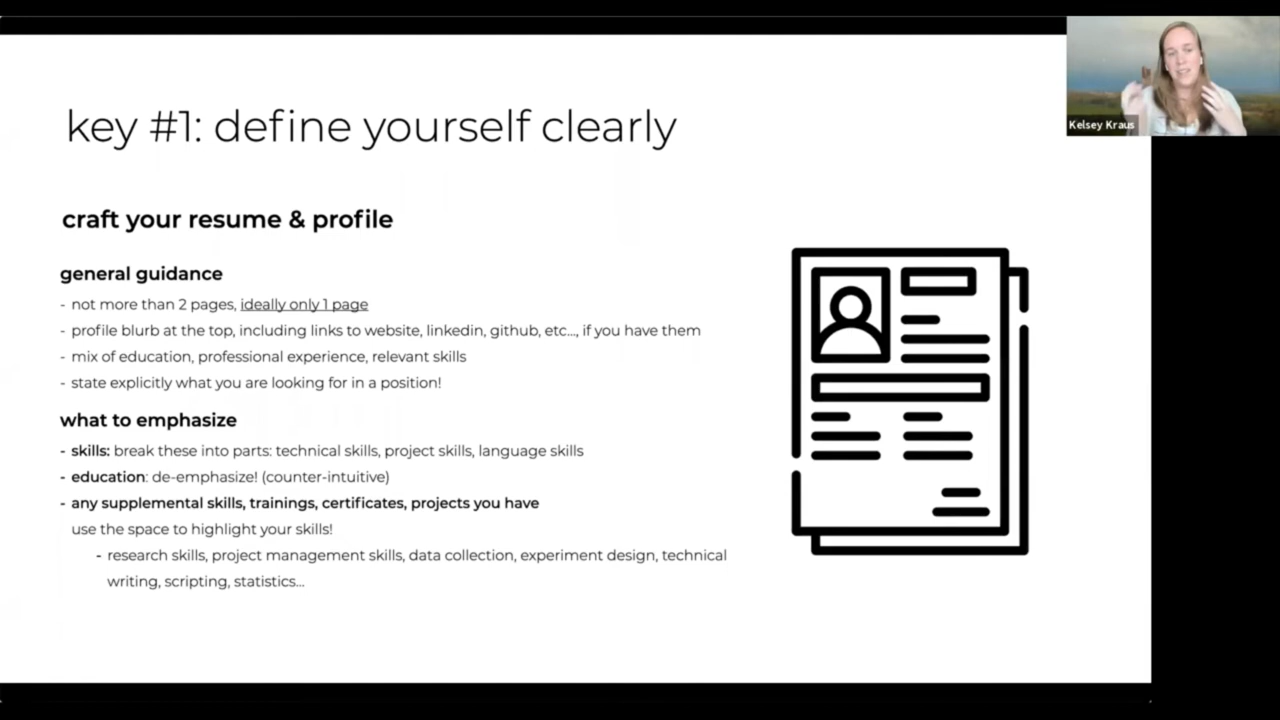 key #1: define yourself clearly
craft your resume & profile
general guidance
- not more than 2 pages, ideally only 1 page
- profile blurb at the top, including links to website, linkedin, github, etc..., if you have them
- mix of education, professional experience, relevant skills
- state explicitly what you are looking for in a position!
what to emphasize
- skills: break these into parts: technical skills, project skills, language skills
- education: de-emphasize! (counter-intuitive)
- any supplemental skills, trainings, certificates, projects you have
use the space to highlight your skills!
- research skills, project management skills, data collection, experiment design, technical
writing, scripting, statistics...
Kelsey Kraus